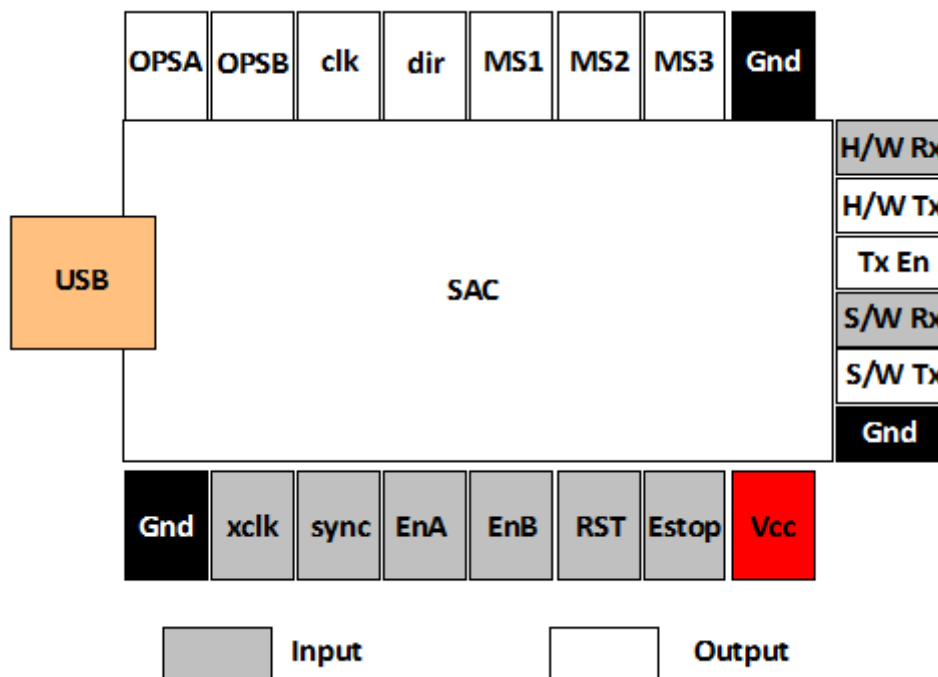 OPSA OPSB clk dir MS1 MS2 MS3 Gnd
H/W Rx
H/W Tx
Tx En
S/W Rx
S/W Tx
Gnd
USB
SAC
Gnd xclk sync EnA EnB RST Estop Vcc
Input Output